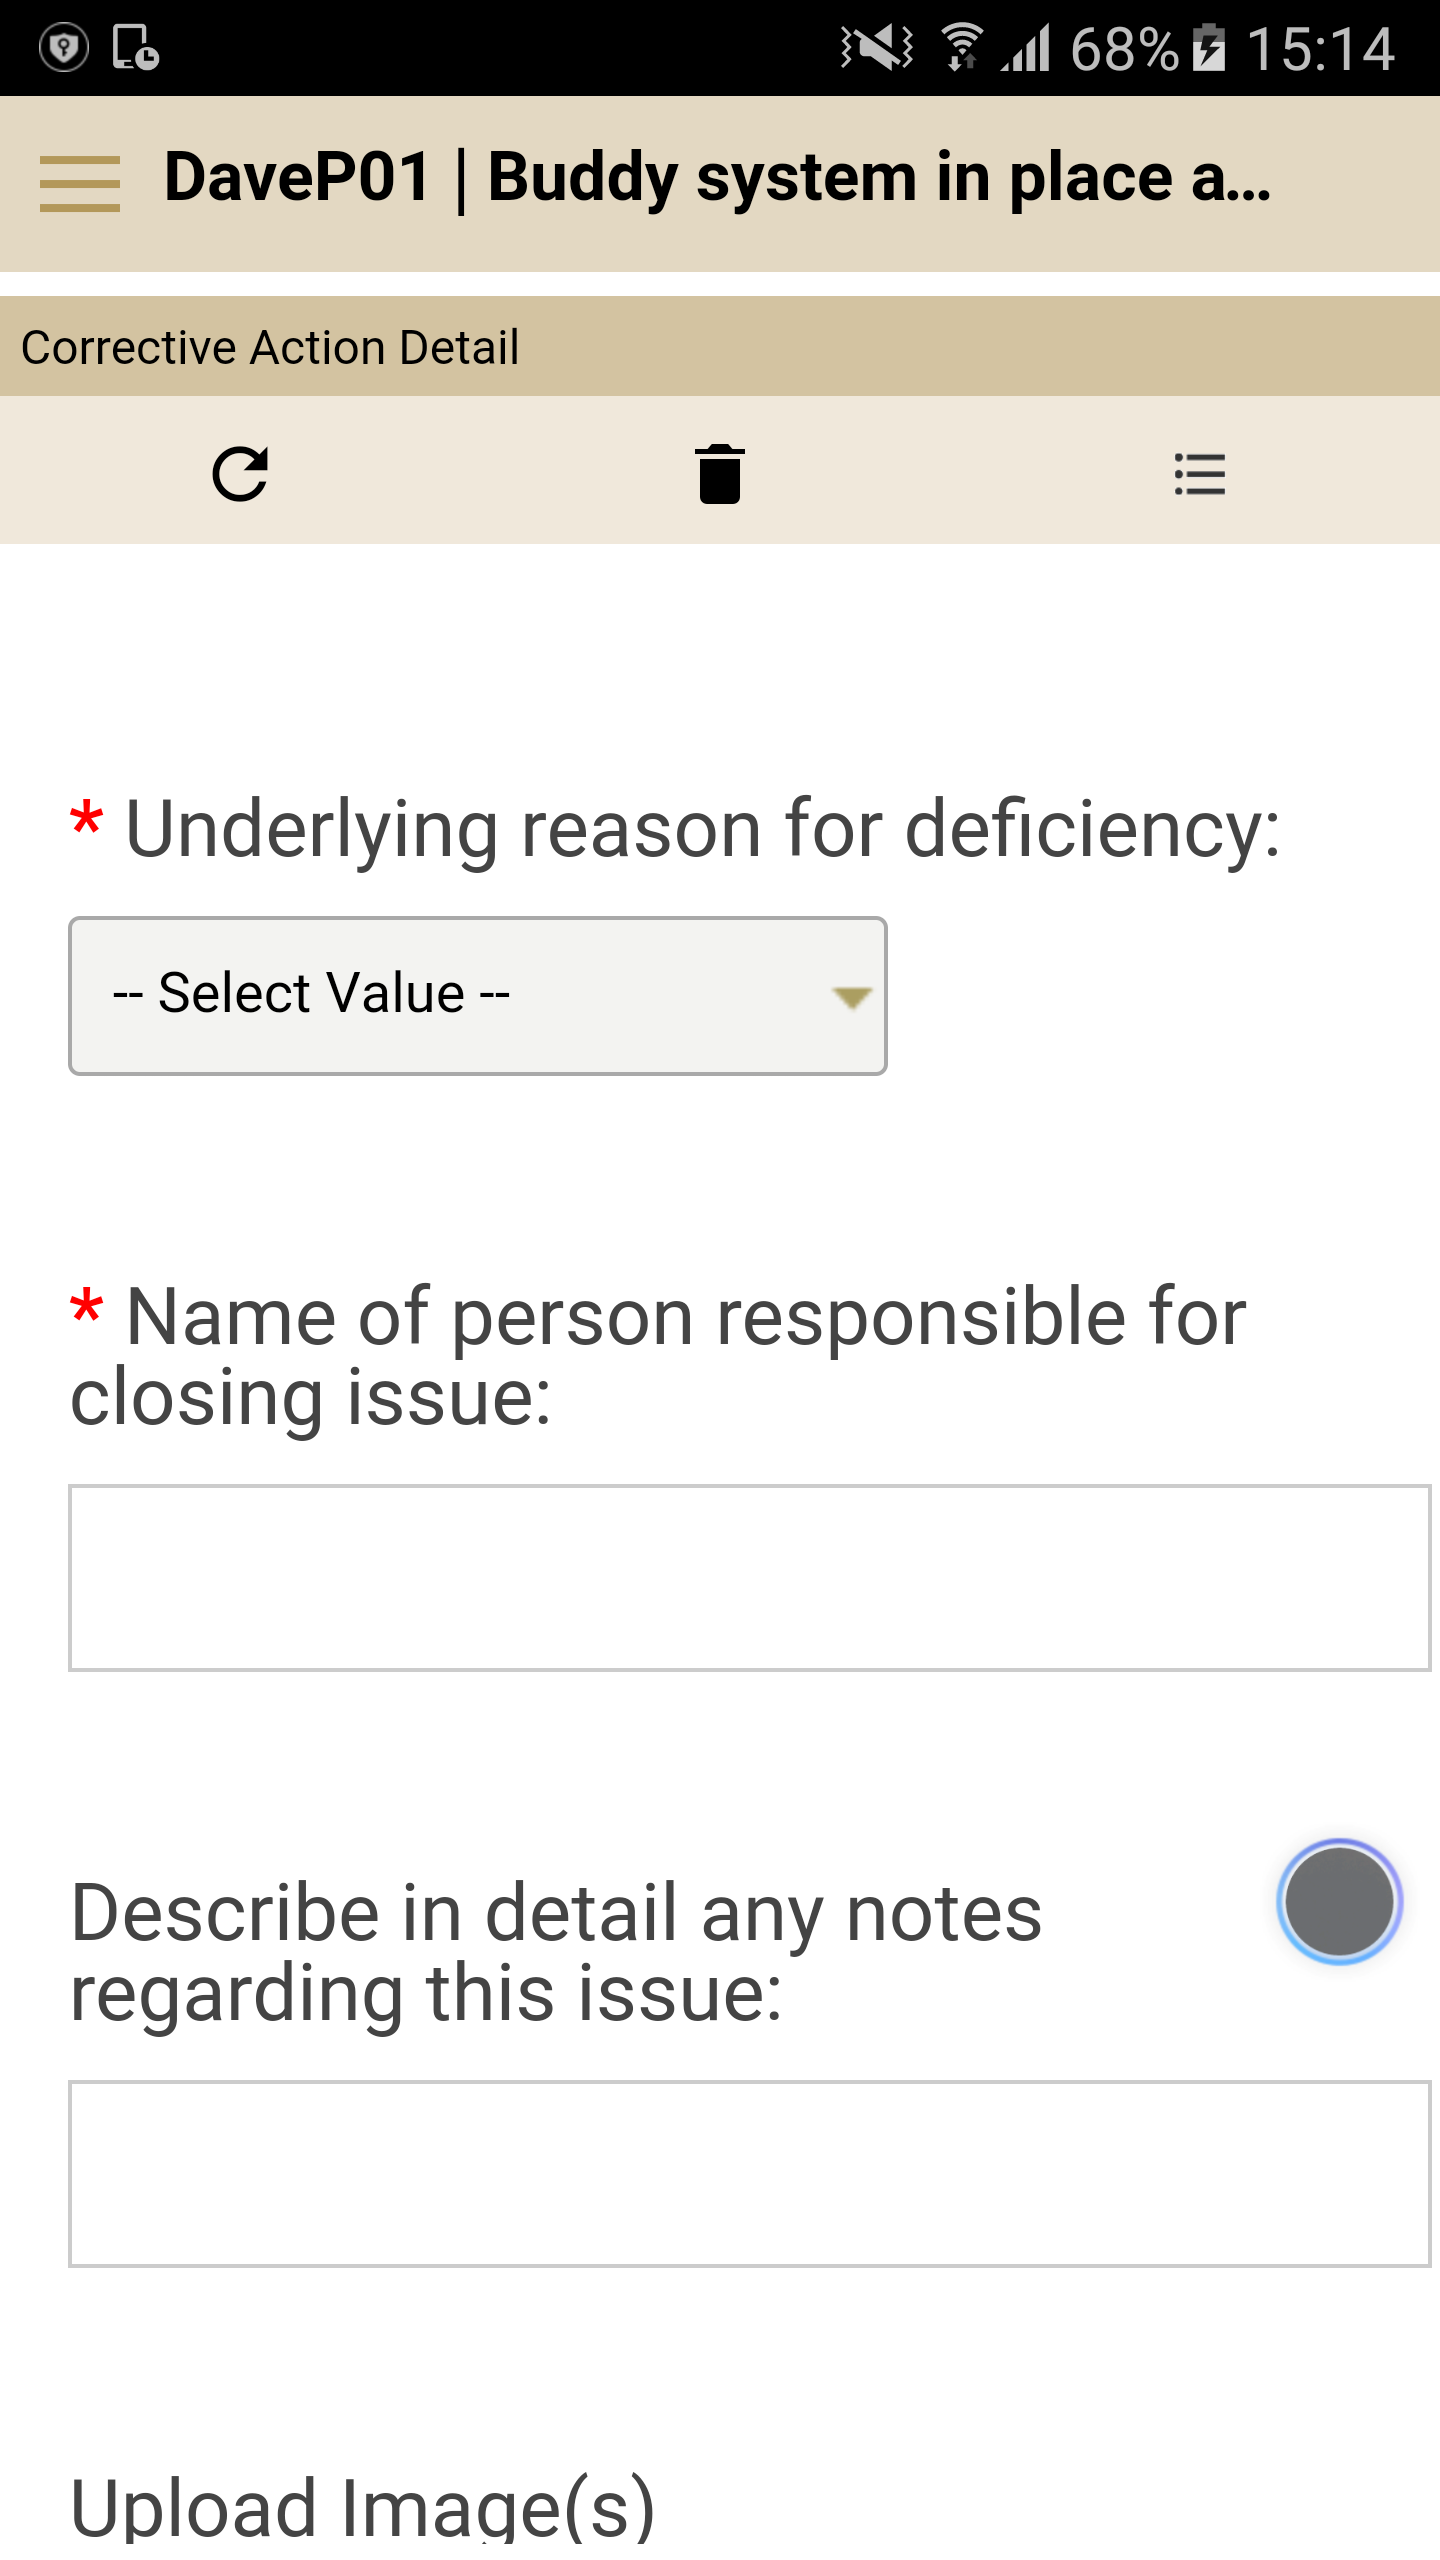 68% 15:14
DaveP01 | Buddy system in place a...
Corrective Action Detail
* Underlying reason for deficiency:
-- Select Value --
* Name of person responsible for
closing issue:
Describe in detail any notes
regarding this issue:
Upload Image(s)